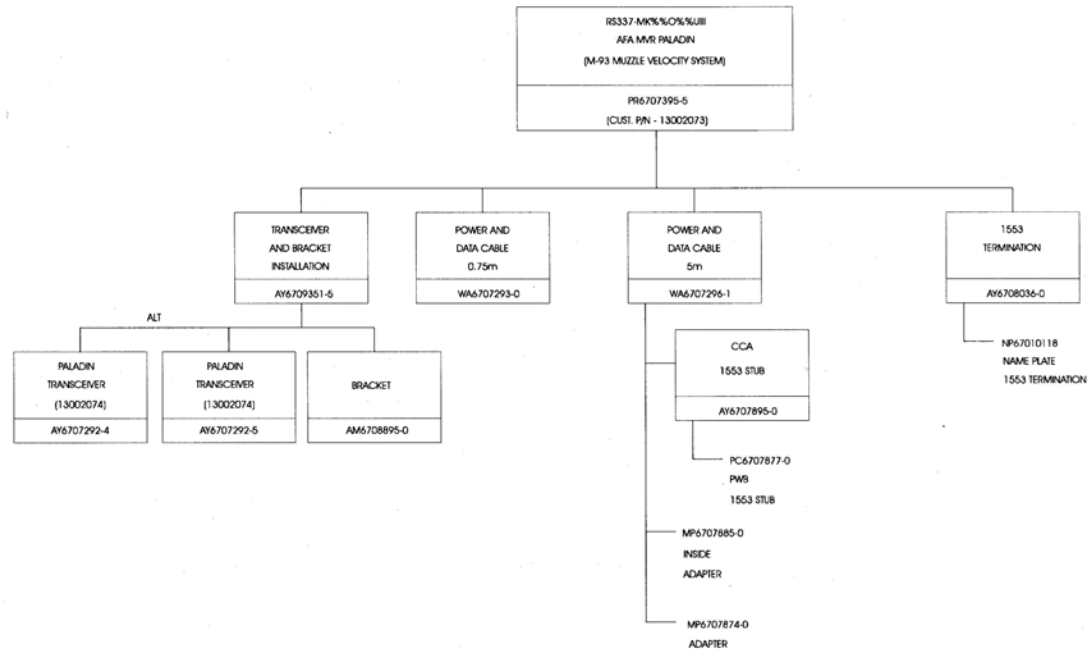 RS337-MK%%O%%UIII
AFA MVR PALADIN
(M-93 MUZZLE VELOCITY SYSTEM)
PR6707395-5
(CUST. P/N - 13002073)
TRANSCEIVER
AND BRACKET
INSTALLATION
AY6709351-5
POWER AND
DATA CABLE
0.75m
WA6707293-0
POWER AND
DATA CABLE
5m
WA6707296-1
1553
TERMINATION
AY6708036-0
ALT
PALADIN
TRANSCEIVER
(13002074)
AY6707292-4
PALADIN
TRANSCEIVER
(13002074)
AY6707292-5
BRACKET
AM6708895-0
CCA
1553 STUB
AY6707895-0
PC6707877-0
PWB
1553 STUB
MP6707885-0
INSIDE
ADAPTER
MP6707874-0
ADAPTER
NP67010118
NAME PLATE
1553 TERMINATION